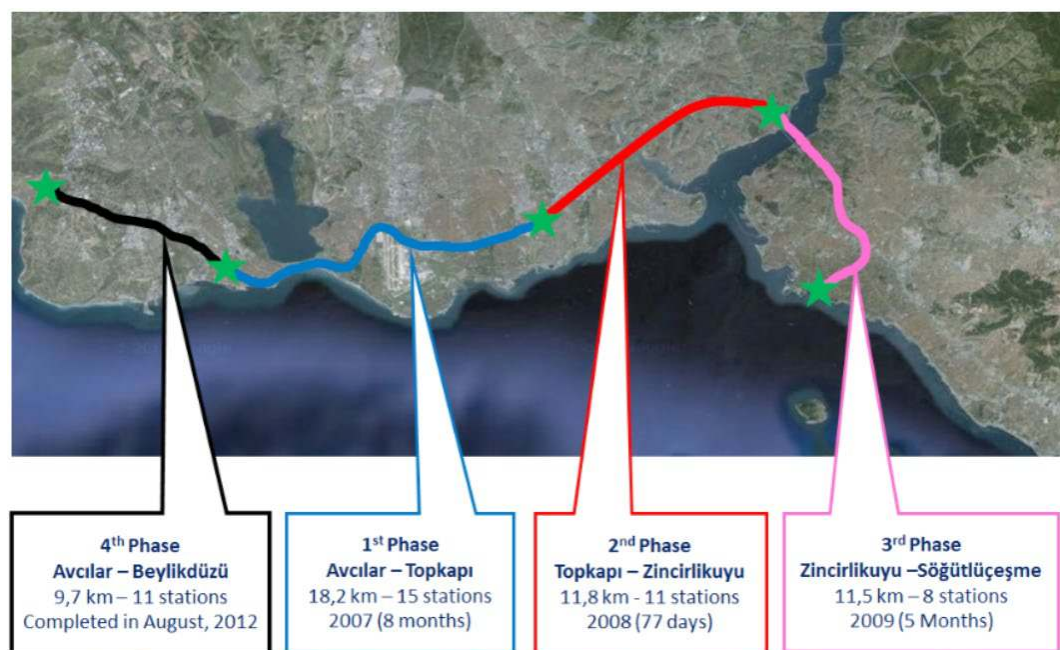 4th Phase
Avcılar – Beylikdüzü
9,7 km – 11 stations
Completed in August, 2012
1st Phase
Avcılar – Topkapı
18,2 km – 15 stations
2007 (8 months)
2nd Phase
Topkapı – Zincirlikuyu
11,8 km - 11 stations
2008 (77 days)
3rd Phase
Zincirlikuyu –Söğütlüçeşme
11,5 km – 8 stations
2009 (5 Months)